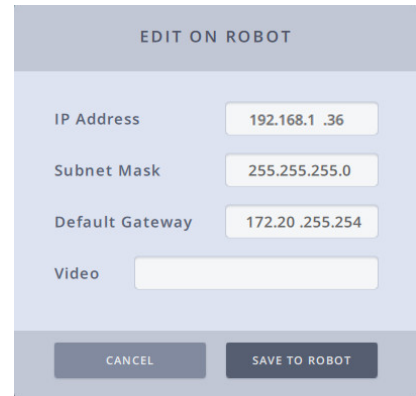 EDIT ON ROBOT
IP Address 192.168.1 .36
Subnet Mask 255.255.255.0
Default Gateway 172.20 .255.254
Video
CANCEL SAVE TO ROBOT